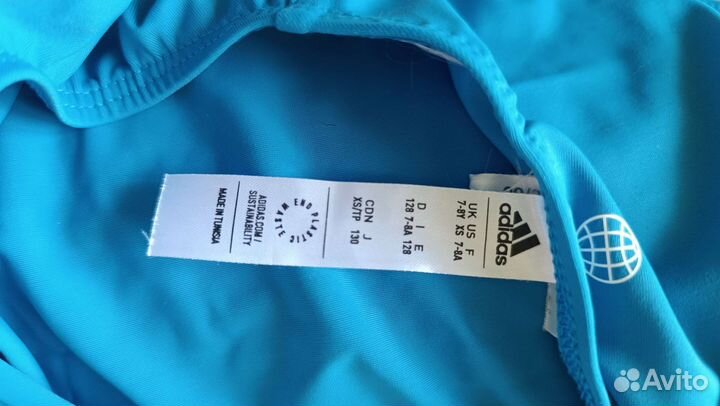 adidas
UK US F
7-8Y XS 7-8A
D I E
128 7-8A 128
CDN J
XS/TP 130
END PLASTIC WASTE
ADIDAS.COM/
SUSTAINABILITY
MADE IN TUNISIA
Avito